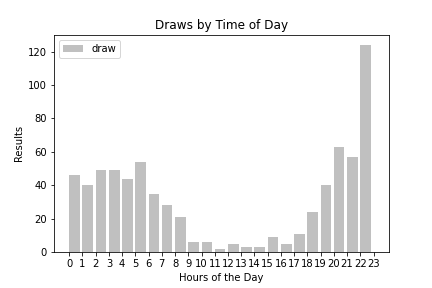 Draws by Time of Day
draw
120
100
80
60
40
20
0
Results
0 1 2 3 4 5 6 7 8 9 10 11 12 13 14 15 16 17 18 19 20 21 22 23
Hours of the Day